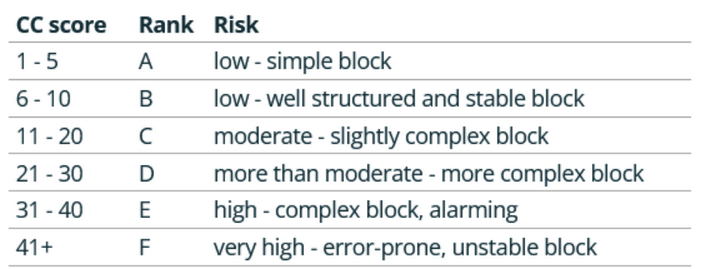 CC score Rank Risk
1 - 5 A low - simple block
6 - 10 B low - well structured and stable block
11 - 20 C moderate - slightly complex block
21 - 30 D more than moderate - more complex block
31 - 40 E high - complex block, alarming
41+ F very high - error-prone, unstable block